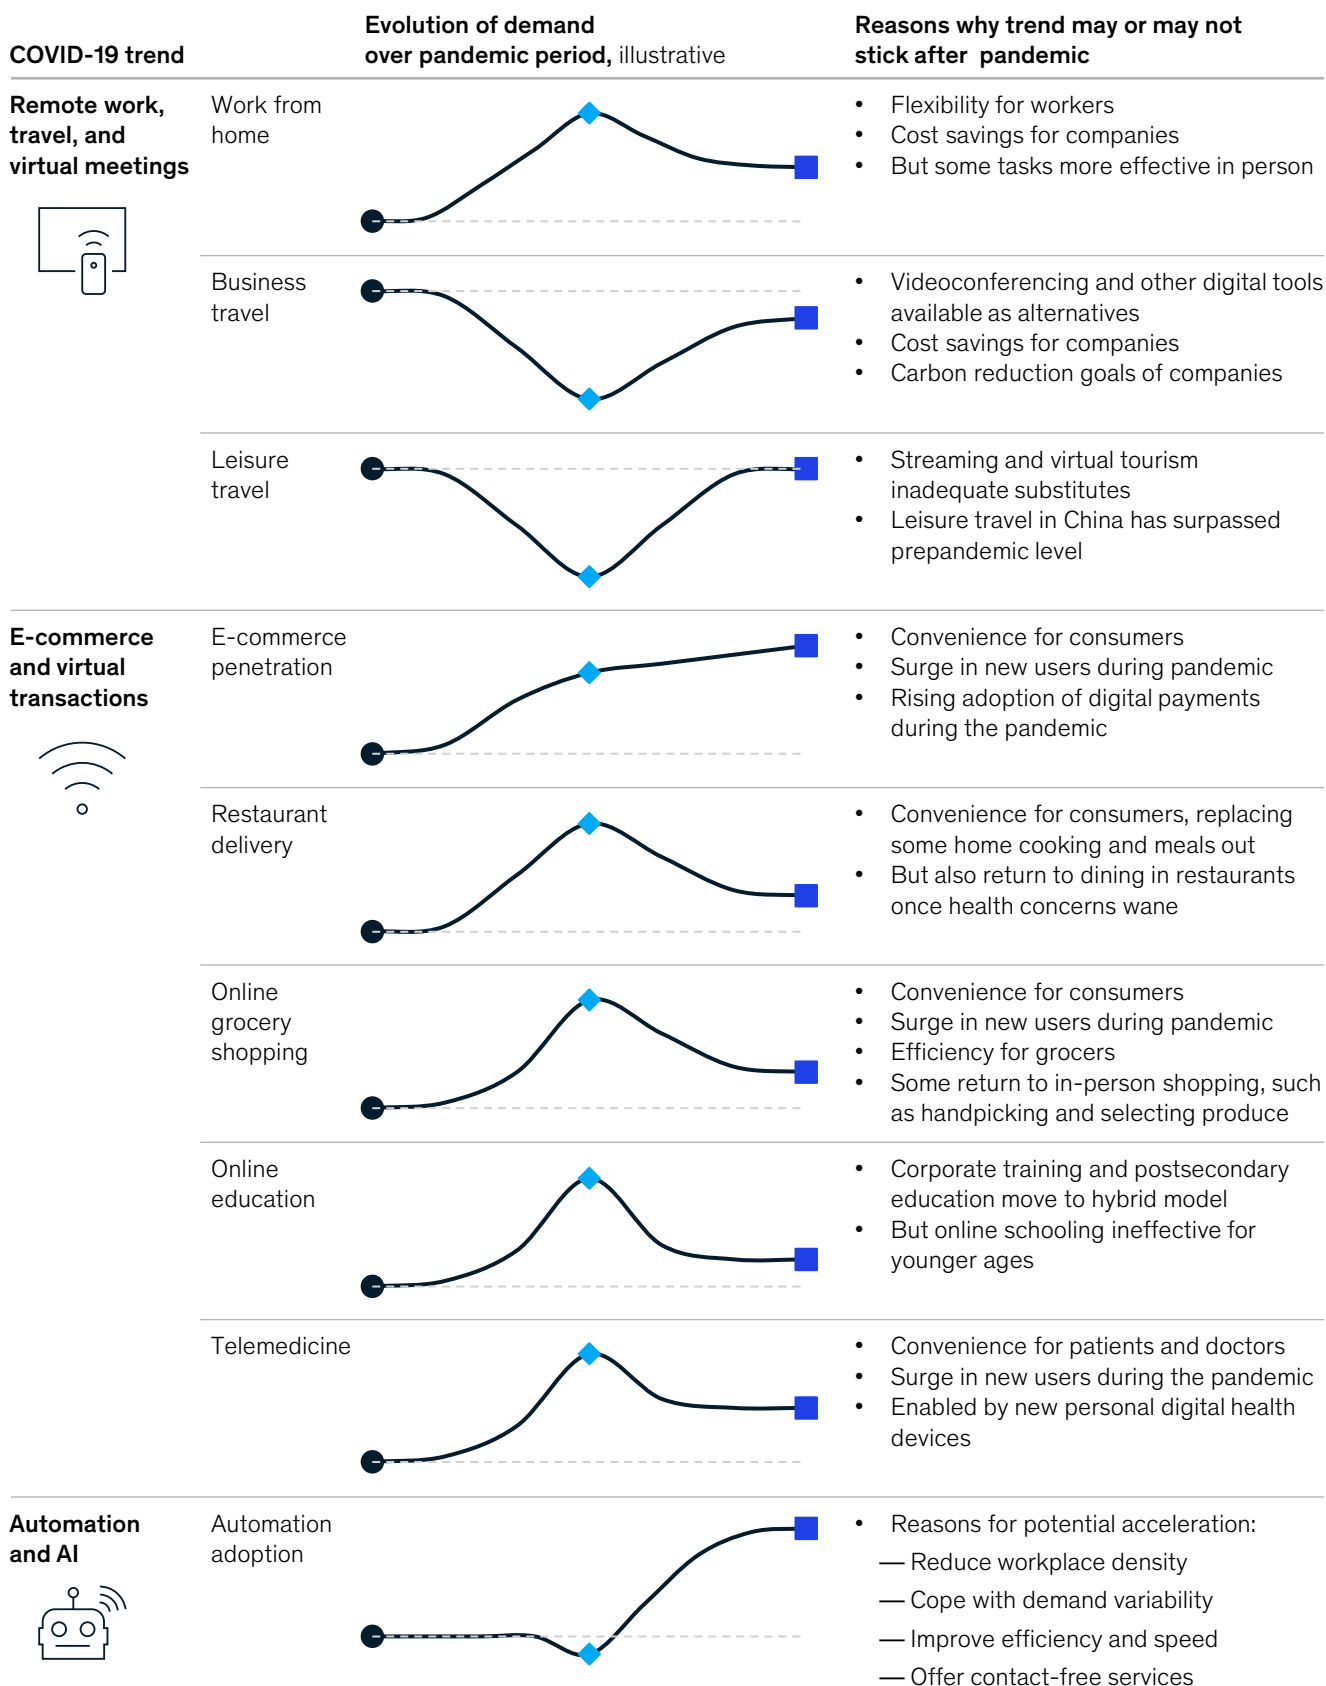 COVID-19 trend
Evolution of demand
over pandemic period, illustrative
Reasons why trend may or may not
stick after pandemic
Remote work,
travel, and
virtual meetings
Work from
home
• Flexibility for workers
• Cost savings for companies
• But some tasks more effective in person
Business
travel
• Videoconferencing and other digital tools
available as alternatives
• Cost savings for companies
• Carbon reduction goals of companies
Leisure
travel
• Streaming and virtual tourism
inadequate substitutes
• Leisure travel in China has surpassed
prepandemic level
E-commerce
and virtual
transactions
E-commerce
penetration
• Convenience for consumers
• Surge in new users during pandemic
• Rising adoption of digital payments
during the pandemic
Restaurant
delivery
• Convenience for consumers, replacing
some home cooking and meals out
• But also return to dining in restaurants
once health concerns wane
Online
grocery
shopping
• Convenience for consumers
• Surge in new users during pandemic
• Efficiency for grocers
• Some return to in-person shopping, such
as handpicking and selecting produce
Online
education
• Corporate training and postsecondary
education move to hybrid model
• But online schooling ineffective for
younger ages
Telemedicine
• Convenience for patients and doctors
• Surge in new users during the pandemic
• Enabled by new personal digital health
devices
Automation
and AI
Automation
adoption
• Reasons for potential acceleration:
— Reduce workplace density
— Cope with demand variability
— Improve efficiency and speed
— Offer contact-free services